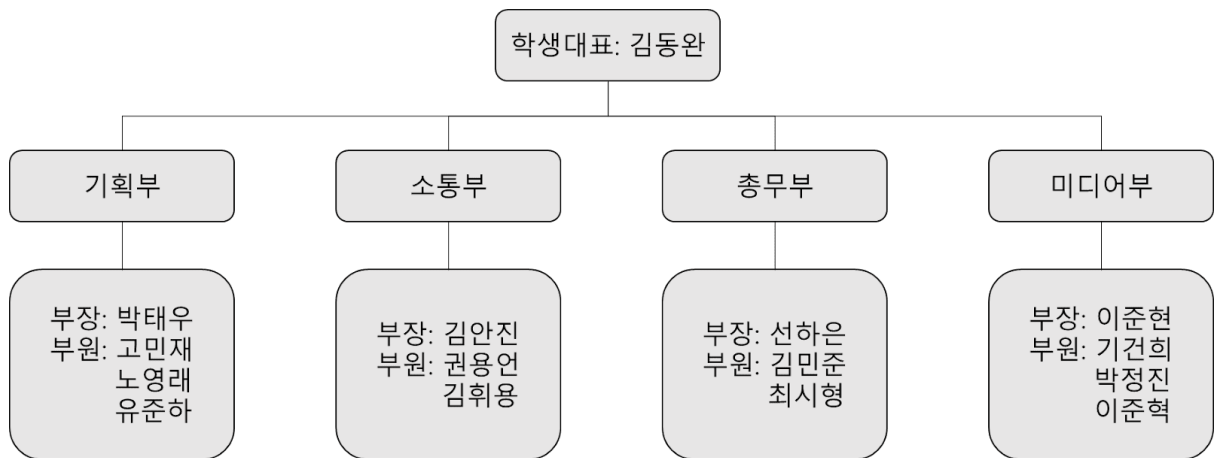 학생대표: 김동완
기획부
소통부
총무부
미디어부
부장: 박태우
부원: 고민재
노영래
유준하
부장: 김안진
부원: 권용언
김휘용
부장: 선하은
부원: 김민준
최시형
부장: 이준현
부원: 기건희
박정진
이준혁